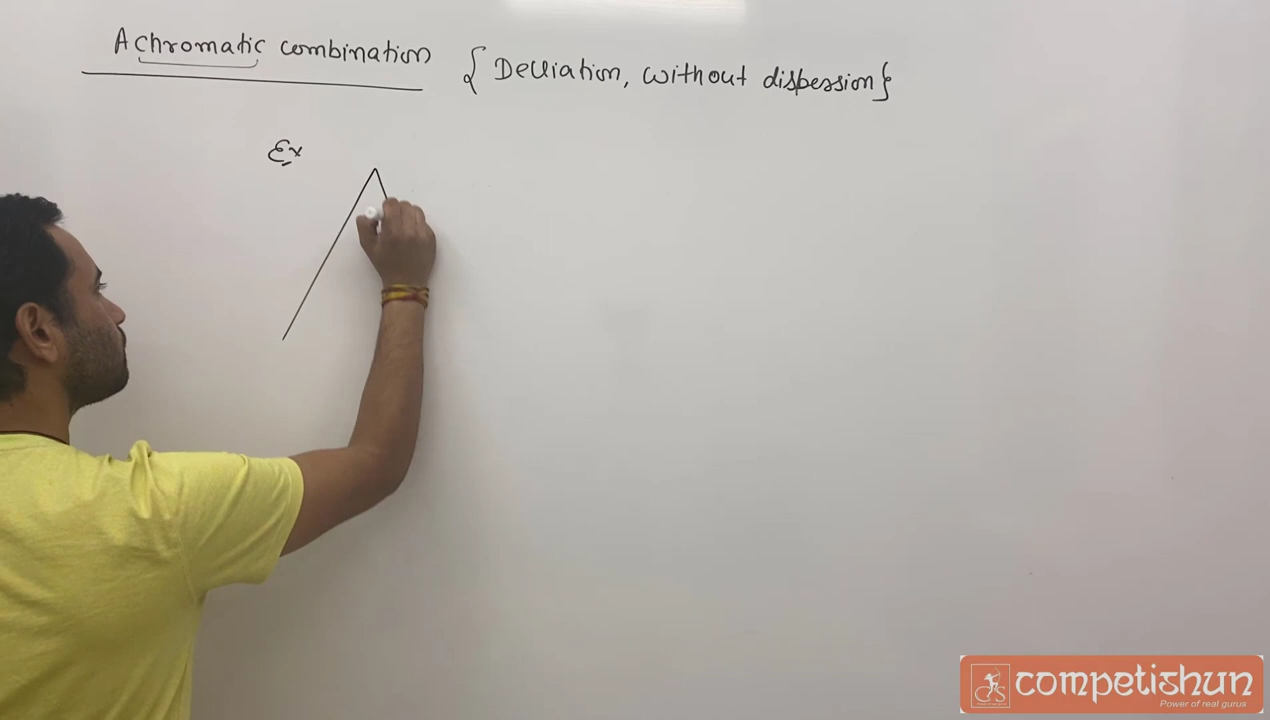 Achromatic combination {Deviation, without dispersion}
Ex
competishun
Power of real gurus